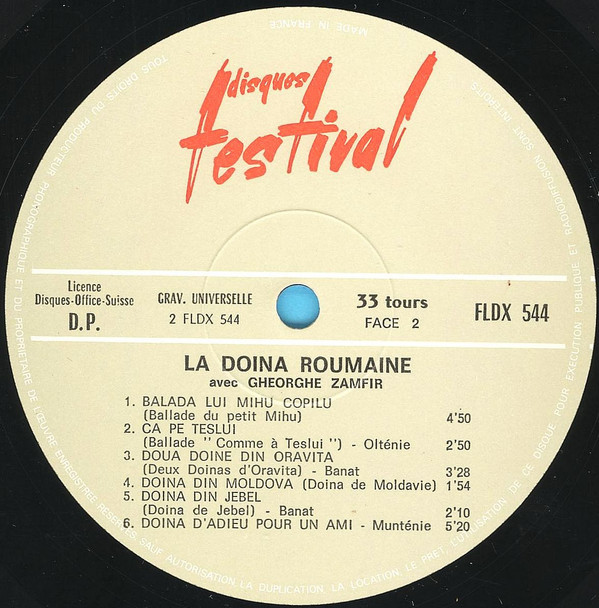 MADE IN FRANCE
disques
festival
Licence
Disques-Office-Suisse
D.P.
GRAV. UNIVERSELLE
2 FLDX 544
33 tours
FACE 2
FLDX 544
LA DOINA ROUMAINE
avec GHEORGHE ZAMFIR
1. BALADA LUI MIHU COPILU
(Ballade du petit Mihu) 4'50
2. CA PE TESLUI
(Ballade " Comme à Teslui ") - Olténie 2'50
3. DOUA DOINE DIN ORAVITA
(Deux Doinas d'Oravita) - Banat 3'28
4. DOINA DIN MOLDOVA (Doina de Moldavie) 1'54
5. DOINA DIN JEBEL
(Doina de Jebel) - Banat 2'10
6. DOINA D'ADIEU POUR UN AMI - Munténie 5'20
TOUS DROITS DU PRODUCTEUR PHONOGRAPHIQUE ET DU PROPRIETAIRE DE L'ŒUVRE ENREGISTREE RESERVES. SAUF AUTORISATION, LA DUPLICATION, LA LOCATION, LE PRET, L'UTILISATION DE CE DISQUE POUR EXECUTION PUBLIQUE ET RADIODIFFUSION SONT INTERDITS